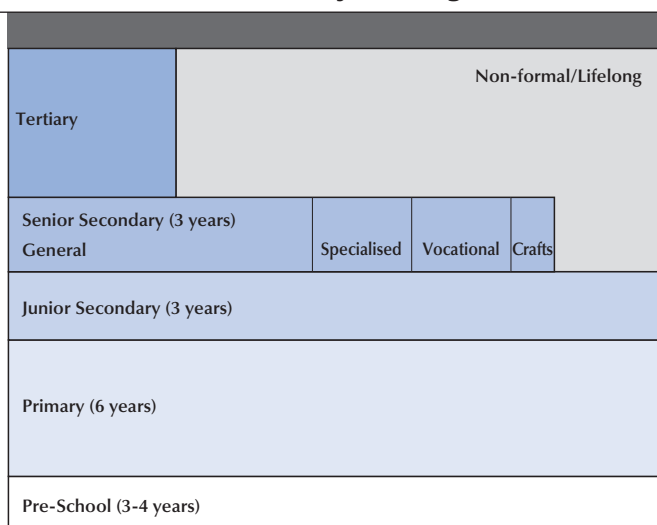 Non-formal/Lifelong
Tertiary
Senior Secondary (3 years)
General
Specialised
Vocational
Crafts
Junior Secondary (3 years)
Primary (6 years)
Pre-School (3-4 years)